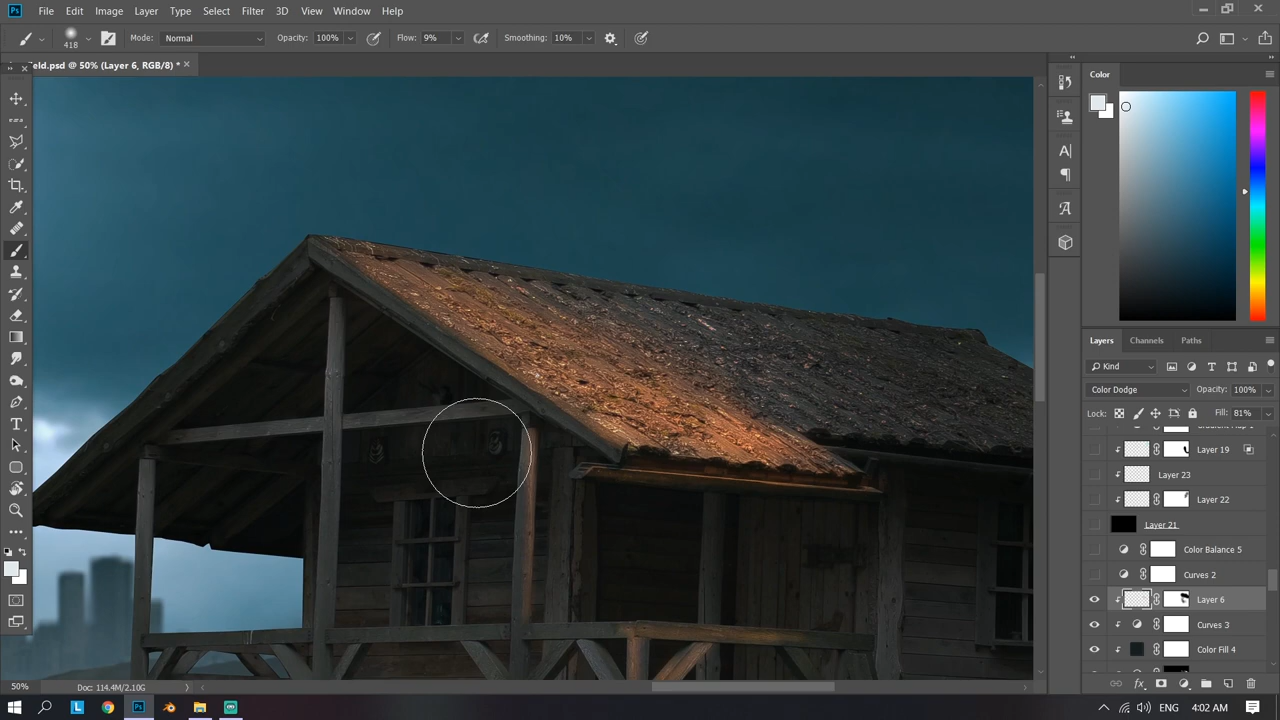 Ps File Edit Image Layer Type Select Filter 3D View Window Help
418 Mode: Normal Opacity: 100% Flow: 9% Smoothing: 10%
eld.psd @ 50% (Layer 6, RGB/8) *
Color
Layers Channels Paths
Kind
Color Dodge Opacity: 100%
Lock: Fill: 81%
Layer 19
Layer 23
Layer 22
Layer 21
Color Balance 5
Curves 2
Layer 6
Curves 3
Color Fill 4
50% Doc: 114.4M/2.10G
L Ps ENG 4:02 AM